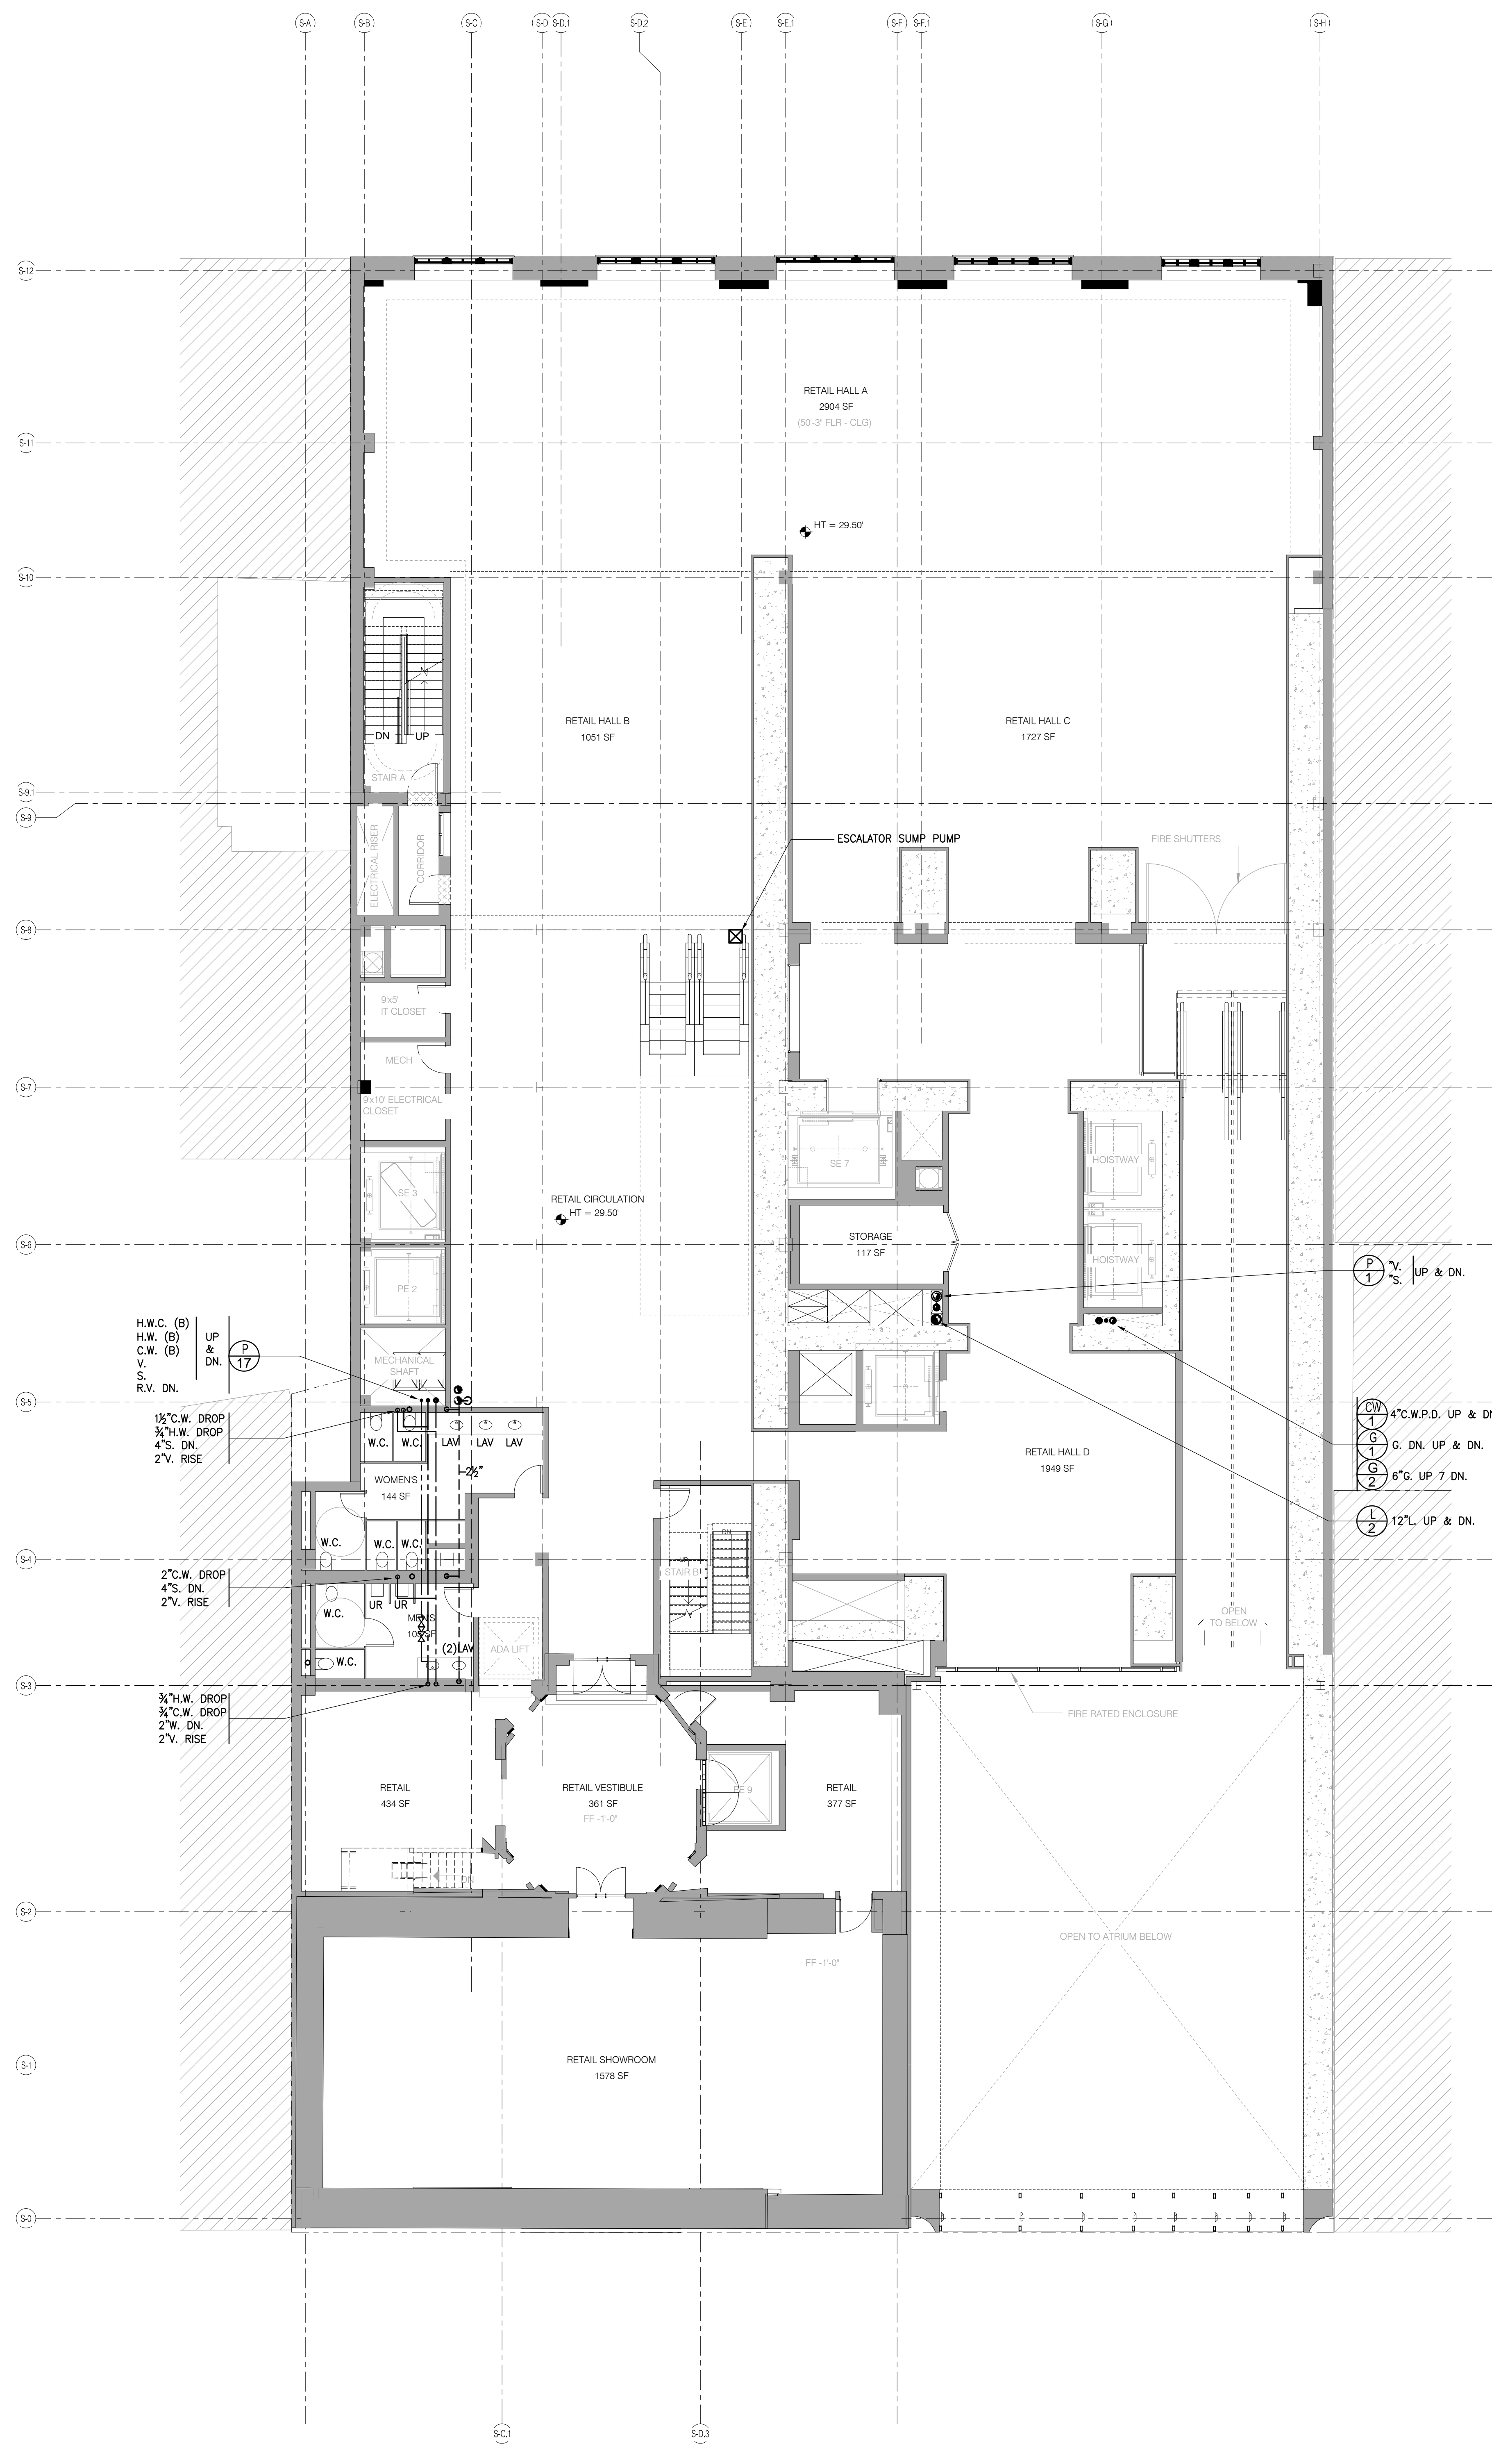 S-A
S-B
S-C
S-D
S-D.1
S-D.2
S-E
S-E.1
S-F
S-F.1
S-G
S-H
S-12
RETAIL HALL A
2904 SF
(50'-3" FLR - CLG)
S-11
HT = 29.50'
S-10
RETAIL HALL B
1051 SF
RETAIL HALL C
1727 SF
DN
UP
STAIR A
S-9.1
S-9
ELECTRICAL RISER
CORRIDOR
ESCALATOR SUMP PUMP
FIRE SHUTTERS
S-8
9'x5'
IT CLOSET
MECH
S-7
9'x10' ELECTRICAL
CLOSET
SE 3
SE 7
HOISTWAY
RETAIL CIRCULATION
HT = 29.50'
STORAGE
117 SF
S-6
HOISTWAY
PE 2
P
1
"V.
"S.
UP & DN.
H.W.C. (B)
H.W. (B)
C.W. (B)
V.
S.
R.V. DN.
UP
&
DN.
P
17
MECHANICAL
SHAFT
S-5
1½"C.W. DROP
¾"H.W. DROP
4"S. DN.
2"V. RISE
W.C.
W.C.
LAV
LAV
LAV
CW
1
4"C.W.P.D. UP & DN
G
1
G. DN. UP & DN.
G
2
6"G. UP 7 DN.
L
2
12"L. UP & DN.
RETAIL HALL D
1949 SF
2½"
WOMEN'S
144 SF
W.C.
W.C.
W.C.
DN
UP
STAIR B
S-4
2"C.W. DROP
4"S. DN.
2"V. RISE
W.C.
UR
UR
MEN'S
(2)LAV
W.C.
ADA LIFT
OPEN
TO BELOW
S-3
¾"H.W. DROP
¾"C.W. DROP
2"W. DN.
2"V. RISE
FIRE RATED ENCLOSURE
RETAIL
434 SF
RETAIL VESTIBULE
361 SF
FF -1'-0"
RETAIL
377 SF
DN
S-2
OPEN TO ATRIUM BELOW
FF -1'-0"
RETAIL SHOWROOM
1578 SF
S-1
S-0
S-C.1
S-D.3